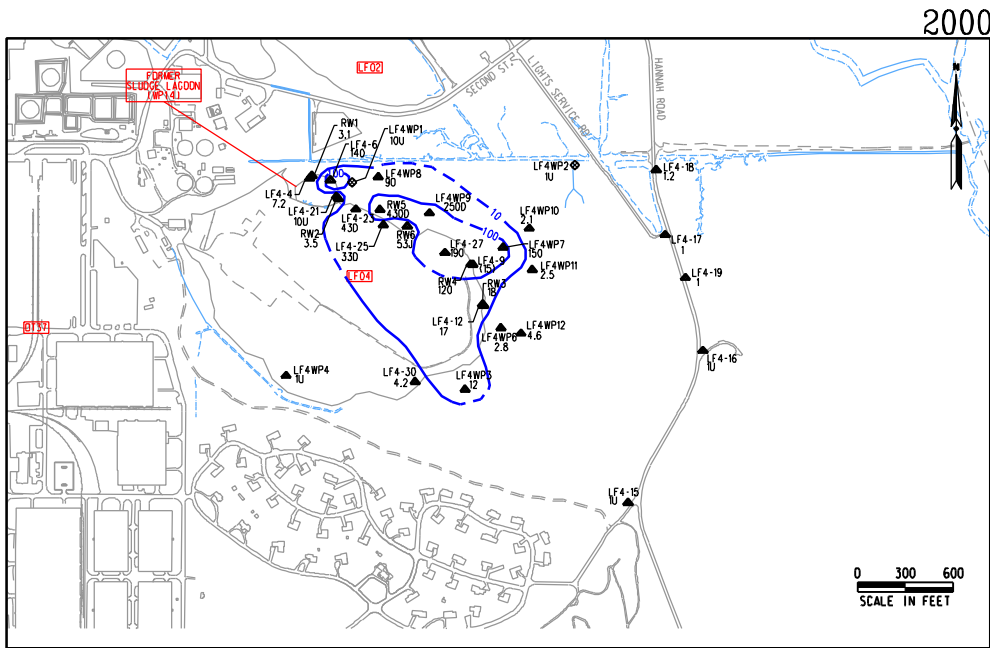 2000
FORMER
SLUDGE LAGOON
(WP14)
LF02
SECOND ST.
LIGHTS SERVICE RD
HANNAH ROAD
N
RW1
3.1
LF4-6
140
LF4WP1
10U
100
LF4WP8
90
LF4WP2
1U
LF4-18
1.2
LF4-4
7.2
LF4-21
10U
RW2
3.5
LF4-23
43D
LF4-25
33D
RW5
430D
RW6
53J
LF4WP9
250D
10
100
LF4WP10
2.1
LF4-17
1
LF4-27
190
LF4WP7
150
LF4-9
(15)
LF4WP11
2.5
LF4-19
1
LF04
RW4
120
RW3
18
OT37
LF4-12
17
LF4WP6
2.8
LF4WP12
4.6
LF4-16
1U
LF4WP4
1U
LF4-30
4.2
LF4WP3
12
LF4-15
1U
0 300 600
SCALE IN FEET